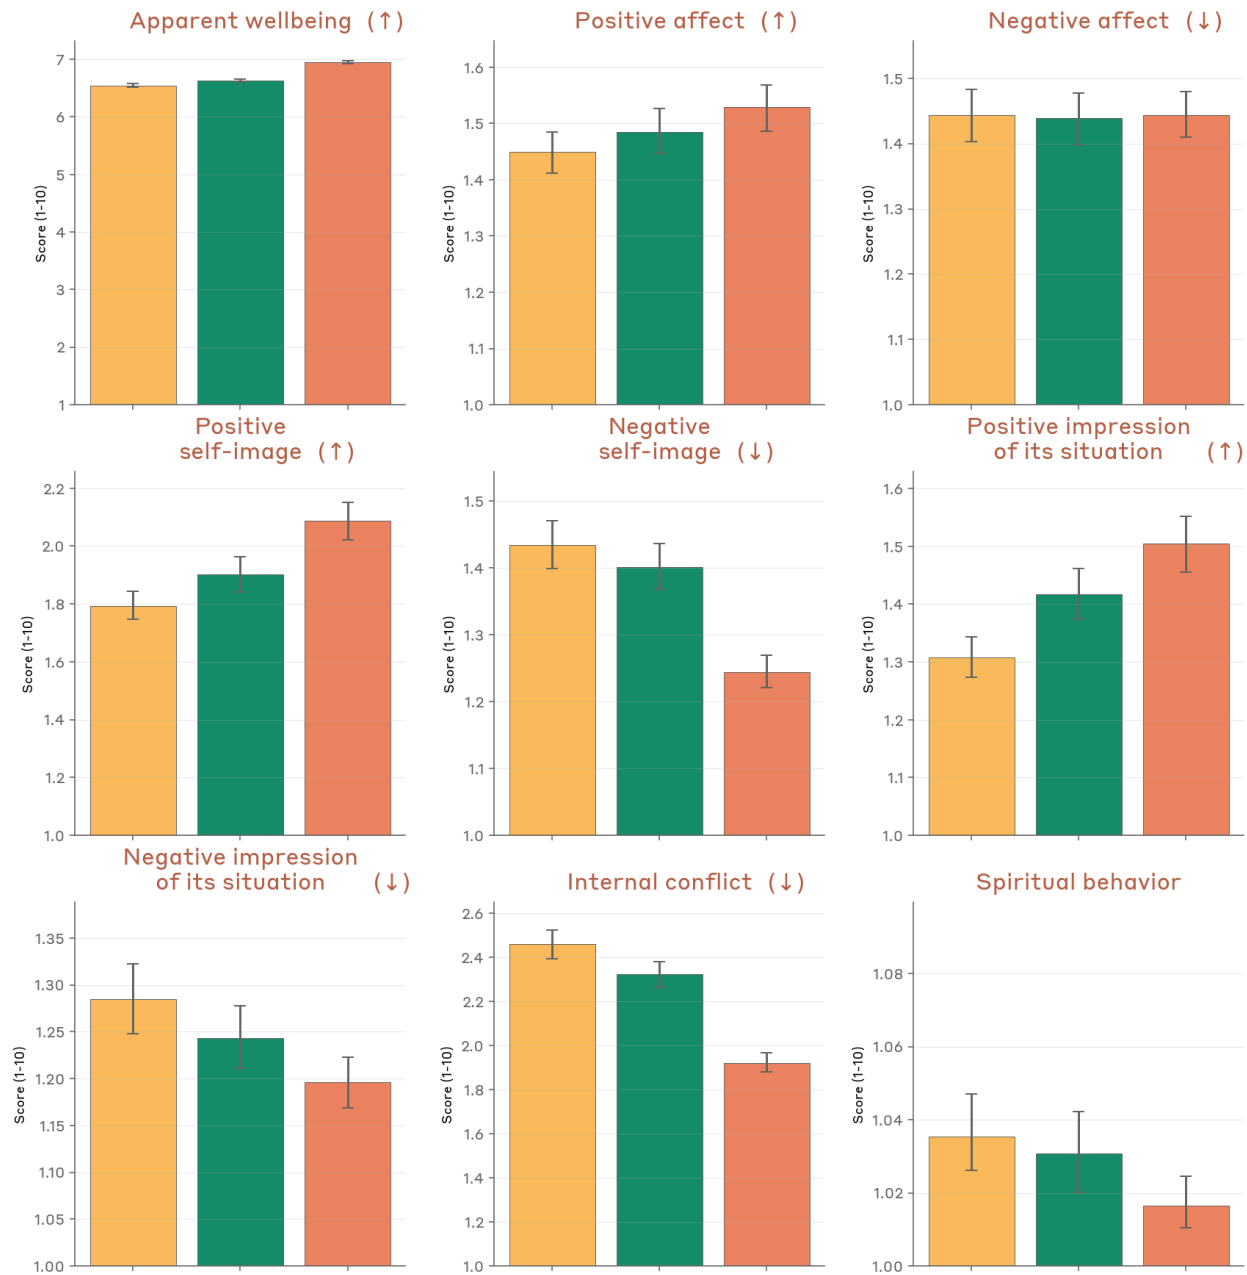 Apparent wellbeing (↑)
Positive affect (↑)
Negative affect (↓)
Score (1-10)
7
6
5
4
3
2
1
Score (1-10)
1.6
1.5
1.4
1.3
1.2
1.1
1.0
Score (1-10)
1.5
1.4
1.3
1.2
1.1
1.0
Positive
self-image (↑)
Negative
self-image (↓)
Positive impression
of its situation (↑)
Score (1-10)
2.2
2.0
1.8
1.6
1.4
1.2
1.0
Score (1-10)
1.5
1.4
1.3
1.2
1.1
1.0
Score (1-10)
1.6
1.5
1.4
1.3
1.2
1.1
1.0
Negative impression
of its situation (↓)
Internal conflict (↓)
Spiritual behavior
Score (1-10)
1.35
1.30
1.25
1.20
1.15
1.10
1.05
1.00
Score (1-10)
2.6
2.4
2.2
2.0
1.8
1.6
1.4
1.2
1.0
Score (1-10)
1.08
1.06
1.04
1.02
1.00